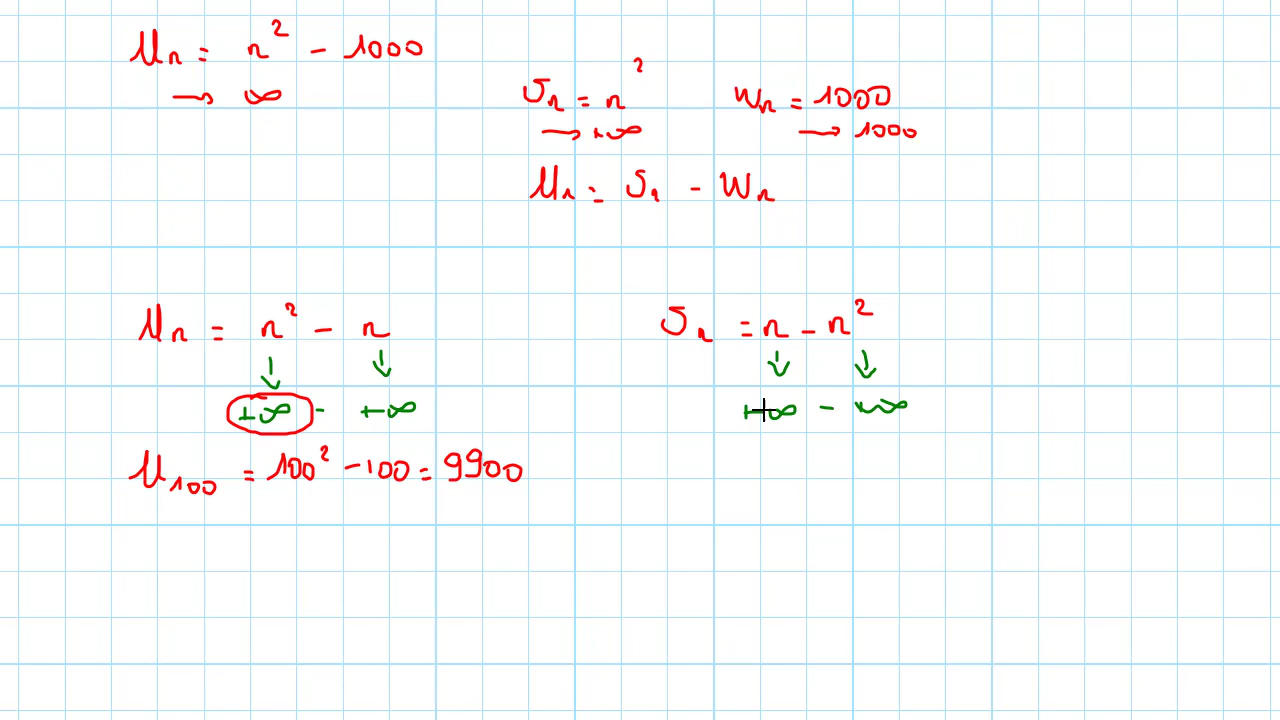 Un = n² - 1000
→ ∞
Vn = n²
Wn = 1000
→ +∞
→ 1000
Un = Vn - Wn
Un = n² - n
↓ ↓
+∞ - +∞
U100 = 100² - 100 = 9900
Vn = n - n²
↓ ↓
+∞ - +∞